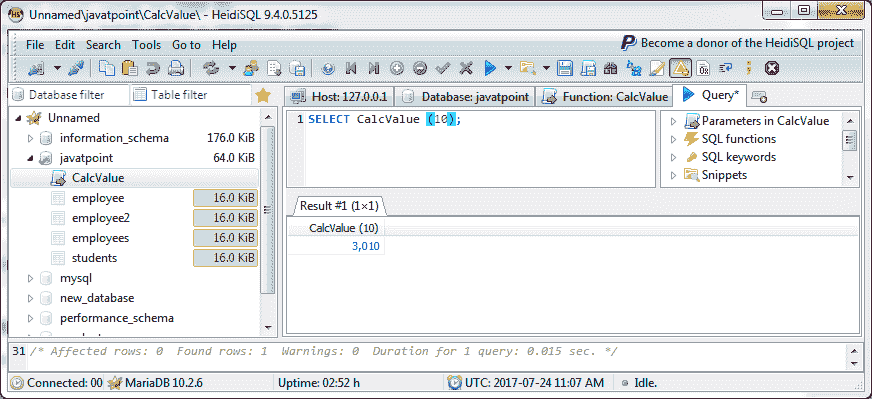 Unnamed\javatpoint\CalcValue\ - HeidiSQL 9.4.0.5125
File Edit Search Tools Go to Help Become a donor of the HeidiSQL project
Database filter Table filter
Host: 127.0.0.1 Database: javatpoint Function: CalcValue Query*
Unnamed
information_schema 176.0 KiB
javatpoint 64.0 KiB
CalcValue
employee 16.0 KiB
employee2 16.0 KiB
employees 16.0 KiB
students 16.0 KiB
mysql
new_database
performance_schema
1 SELECT CalcValue (10);
Parameters in CalcValue
SQL functions
SQL keywords
Snippets
Result #1 (1×1)
CalcValue (10)
3,010
31 /* Affected rows: 0 Found rows: 1 Warnings: 0 Duration for 1 query: 0.015 sec. */
Connected: 00 MariaDB 10.2.6 Uptime: 02:52 h UTC: 2017-07-24 11:07 AM Idle.